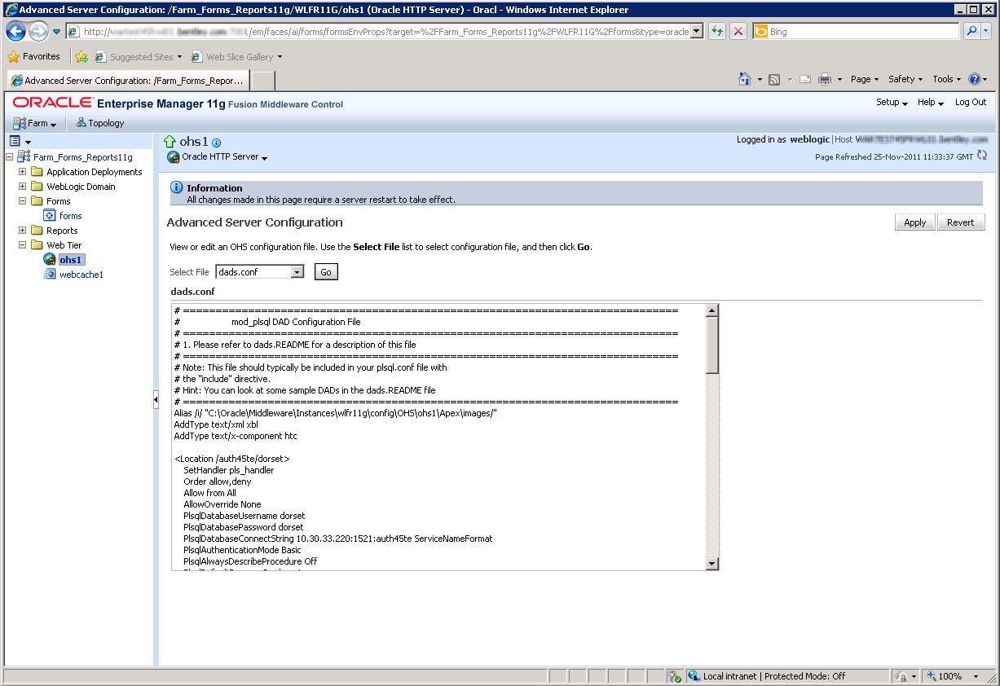 Advanced Server Configuration: /Farm_Forms_Reports11g/WLFR11G/ohs1 (Oracle HTTP Server) - Oracl - Windows Internet Explorer
http:// /em/faces/ai/forms/formsEnvProps?target=%2FFarm_Forms_Reports11g%2FWLFR11G%2Fforms&type=oracle
Bing
Favorites
Suggested Sites
Web Slice Gallery
Advanced Server Configuration: /Farm_Forms_Repor...
Page
Safety
Tools
ORACLE Enterprise Manager 11g Fusion Middleware Control
Setup
Help
Log Out
Farm
Topology
Farm_Forms_Reports11g
Application Deployments
WebLogic Domain
Forms
forms
Reports
Web Tier
ohs1
webcache1
ohs1
Logged in as weblogic|Host
Oracle HTTP Server
Page Refreshed 25-Nov-2011 11:33:37 GMT
Information
All changes made in this page require a server restart to take effect.
Advanced Server Configuration
Apply
Revert
View or edit an OHS configuration file. Use the Select File list to select configuration file, and then click Go.
Select File dads.conf Go
dads.conf
# ============================================================================
# mod_plsql DAD Configuration File
# ============================================================================
# 1. Please refer to dads.README for a description of this file
# ============================================================================
# Note: This file should typically be included in your plsql.conf file with
# the "include" directive.
# Hint: You can look at some sample DADs in the dads.README file
# ============================================================================
Alias /i/ "C:\Oracle\Middleware\Instances\wlfr11g\config\OHS\ohs1\Apex\images/"
AddType text/xml xbl
AddType text/x-component htc
<Location /auth45te/dorset>
SetHandler pls_handler
Order allow,deny
Allow from All
AllowOverride None
PlsqlDatabaseUsername dorset
PlsqlDatabasePassword dorset
PlsqlDatabaseConnectString 10.30.33.220:1521:auth45te ServiceNameFormat
PlsqlAuthenticationMode Basic
PlsqlAlwaysDescribeProcedure Off
Local intranet | Protected Mode: Off
100%